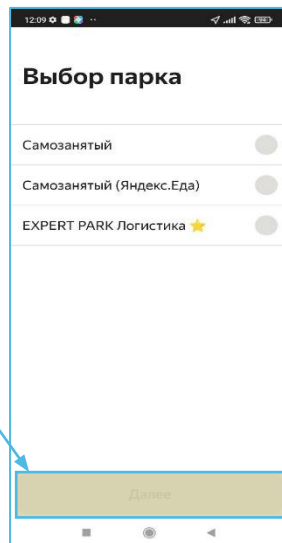 12:09
Выбор парка
Самозанятый
Самозанятый (Яндекс.Еда)
EXPERT PARK Логистика ⭐
Далее